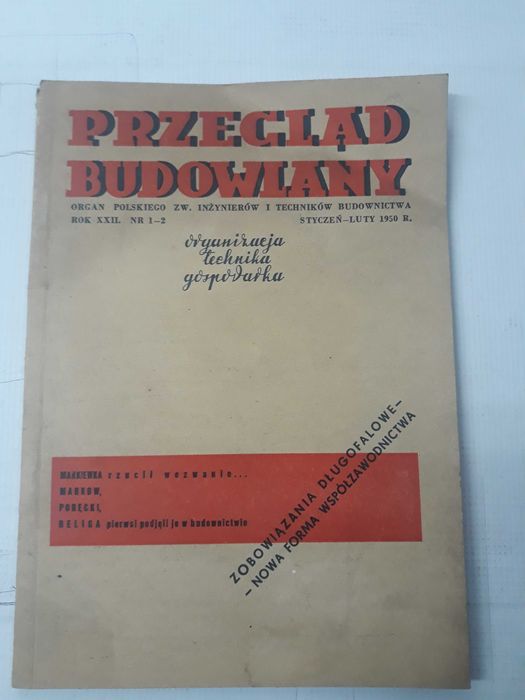 PRZEGLĄD
BUDOWLANY
ORGAN POLSKIEGO ZW. INŻYNIERÓW I TECHNIKÓW BUDOWNICTWA
ROK XXII. NR 1–2 STYCZEŃ–LUTY 1950 R.
organizacja
technika
gospodarka
MARKIEWKA rzucił wezwanie...
MARKOW,
PORĘCKI,
RELIGA pierwsi podjęli je w budownictwie
ZOBOWIĄZANIA DŁUGOFALOWE–
–NOWA FORMA WSPÓŁZAWODNICTWA